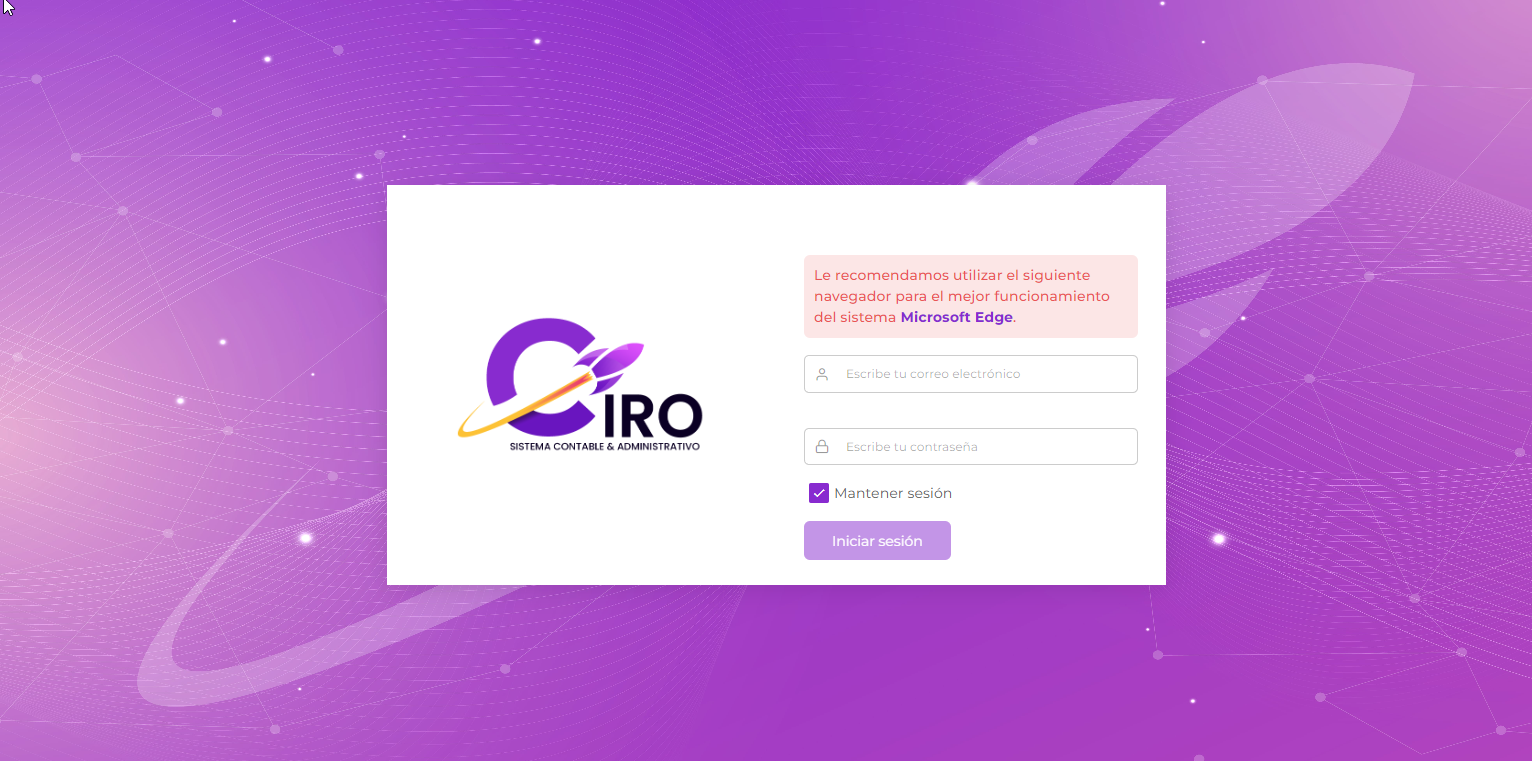 CIRO
SISTEMA CONTABLE & ADMINISTRATIVO
Le recomendamos utilizar el siguiente
navegador para el mejor funcionamiento
del sistema Microsoft Edge.
Escribe tu correo electrónico
Escribe tu contraseña
Mantener sesión
Iniciar sesión